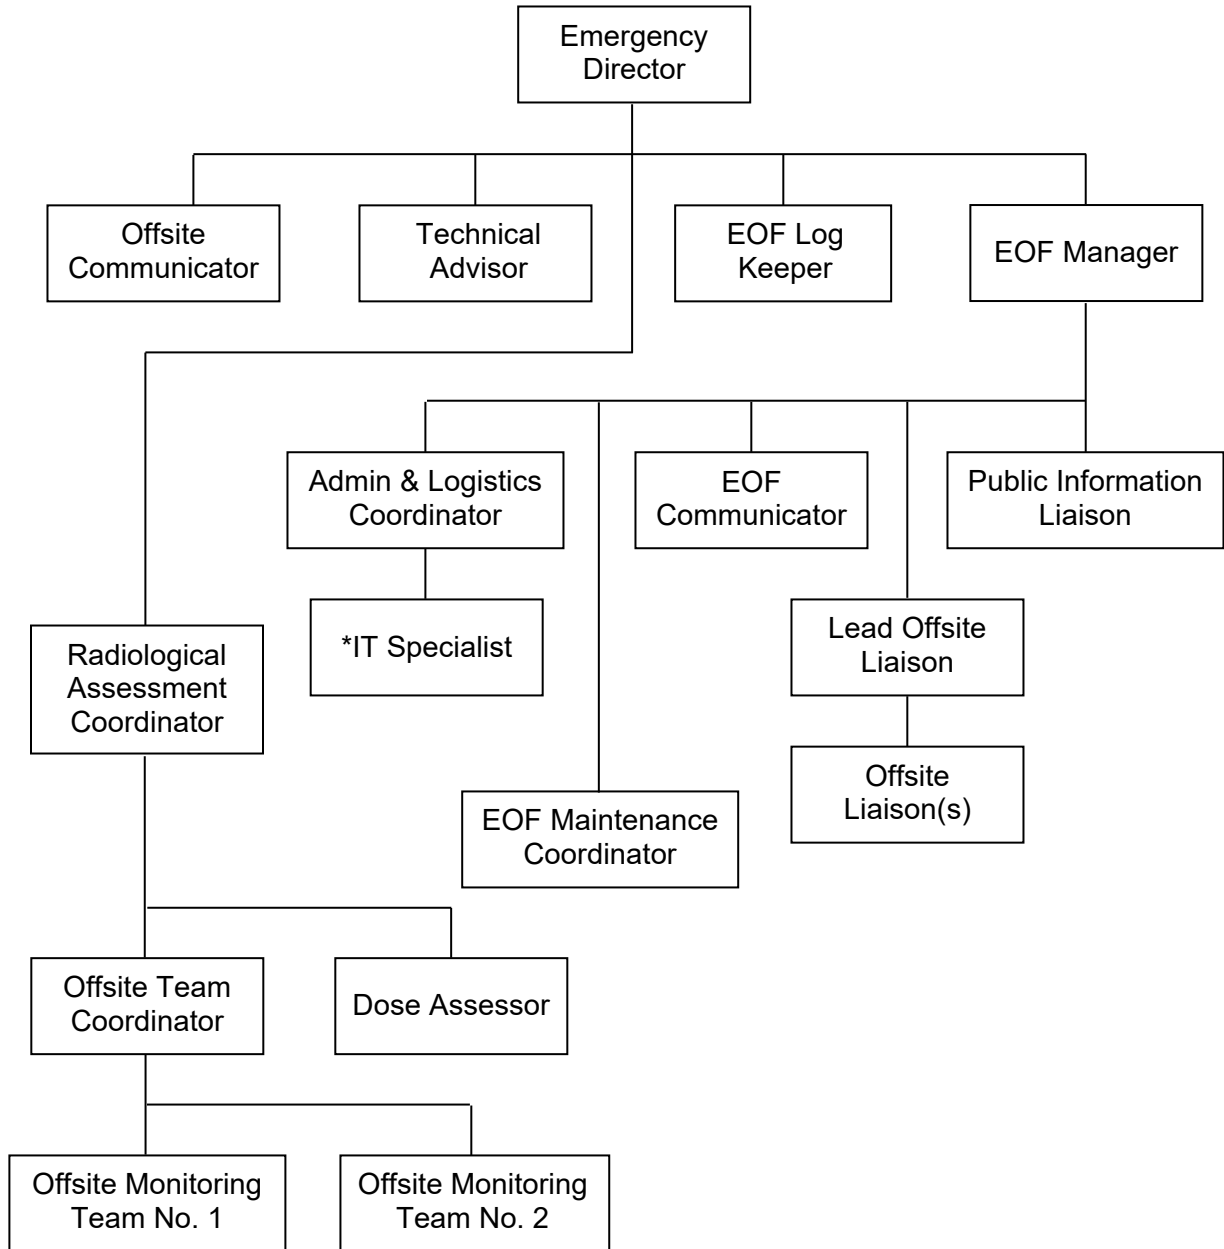 Emergency
Director
Offsite
Communicator
Technical
Advisor
EOF Log
Keeper
EOF Manager
Admin & Logistics
Coordinator
EOF
Communicator
Public Information
Liaison
*IT Specialist
Lead Offsite
Liaison
Radiological
Assessment
Coordinator
Offsite
Liaison(s)
EOF Maintenance
Coordinator
Offsite Team
Coordinator
Dose Assessor
Offsite Monitoring
Team No. 1
Offsite Monitoring
Team No. 2